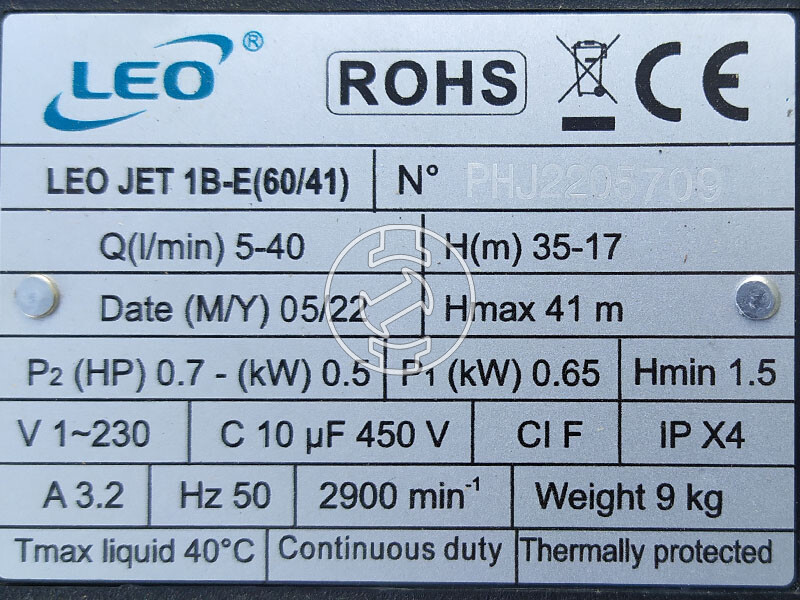 LEO ®
ROHS CE
LEO JET 1B-E(60/41) N° PHJ2205709
Q(l/min) 5-40 H(m) 35-17
Date (M/Y) 05/22 Hmax 41 m
P2 (HP) 0.7 - (kW) 0.5 P1 (kW) 0.65 Hmin 1.5
V 1~230 C 10 µF 450 V Cl F IP X4
A 3.2 Hz 50 2900 min-1 Weight 9 kg
Tmax liquid 40°C Continuous duty Thermally protected